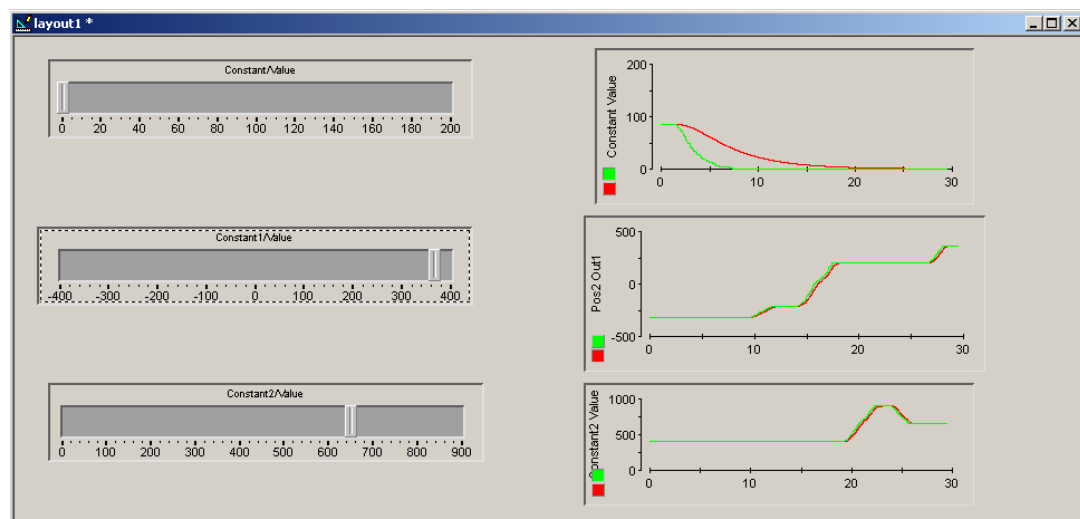 layout1 *
Constant/Value
0 20 40 60 80 100 120 140 160 180 200
Constant Value
200
100
0
0 10 20 30
Constant1/Value
-400 -300 -200 -100 0 100 200 300 400
Pos2 Out1
500
0
-500
0 10 20 30
Constant2/Value
0 100 200 300 400 500 600 700 800 900
Constant2 Value
1000
500
0
0 10 20 30